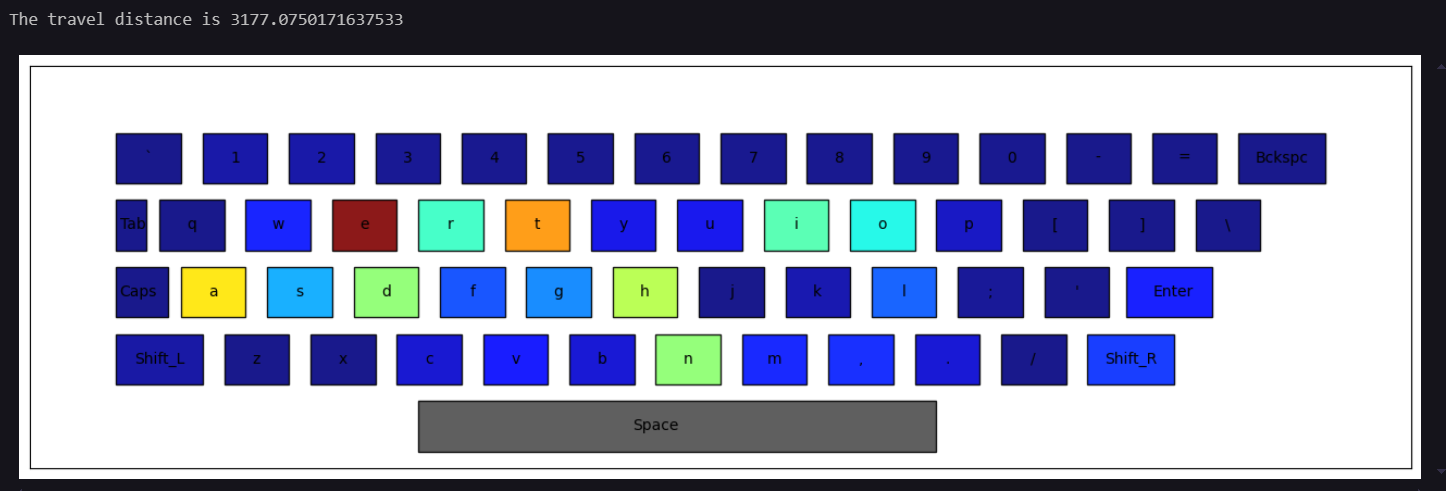 The travel distance is 3177.0750171637533
` 1 2 3 4 5 6 7 8 9 0 - = Bckspc
Tab q w e r t y u i o p [ ] \
Caps a s d f g h j k l ; ' Enter
Shift_L z x c v b n m , . / Shift_R
Space